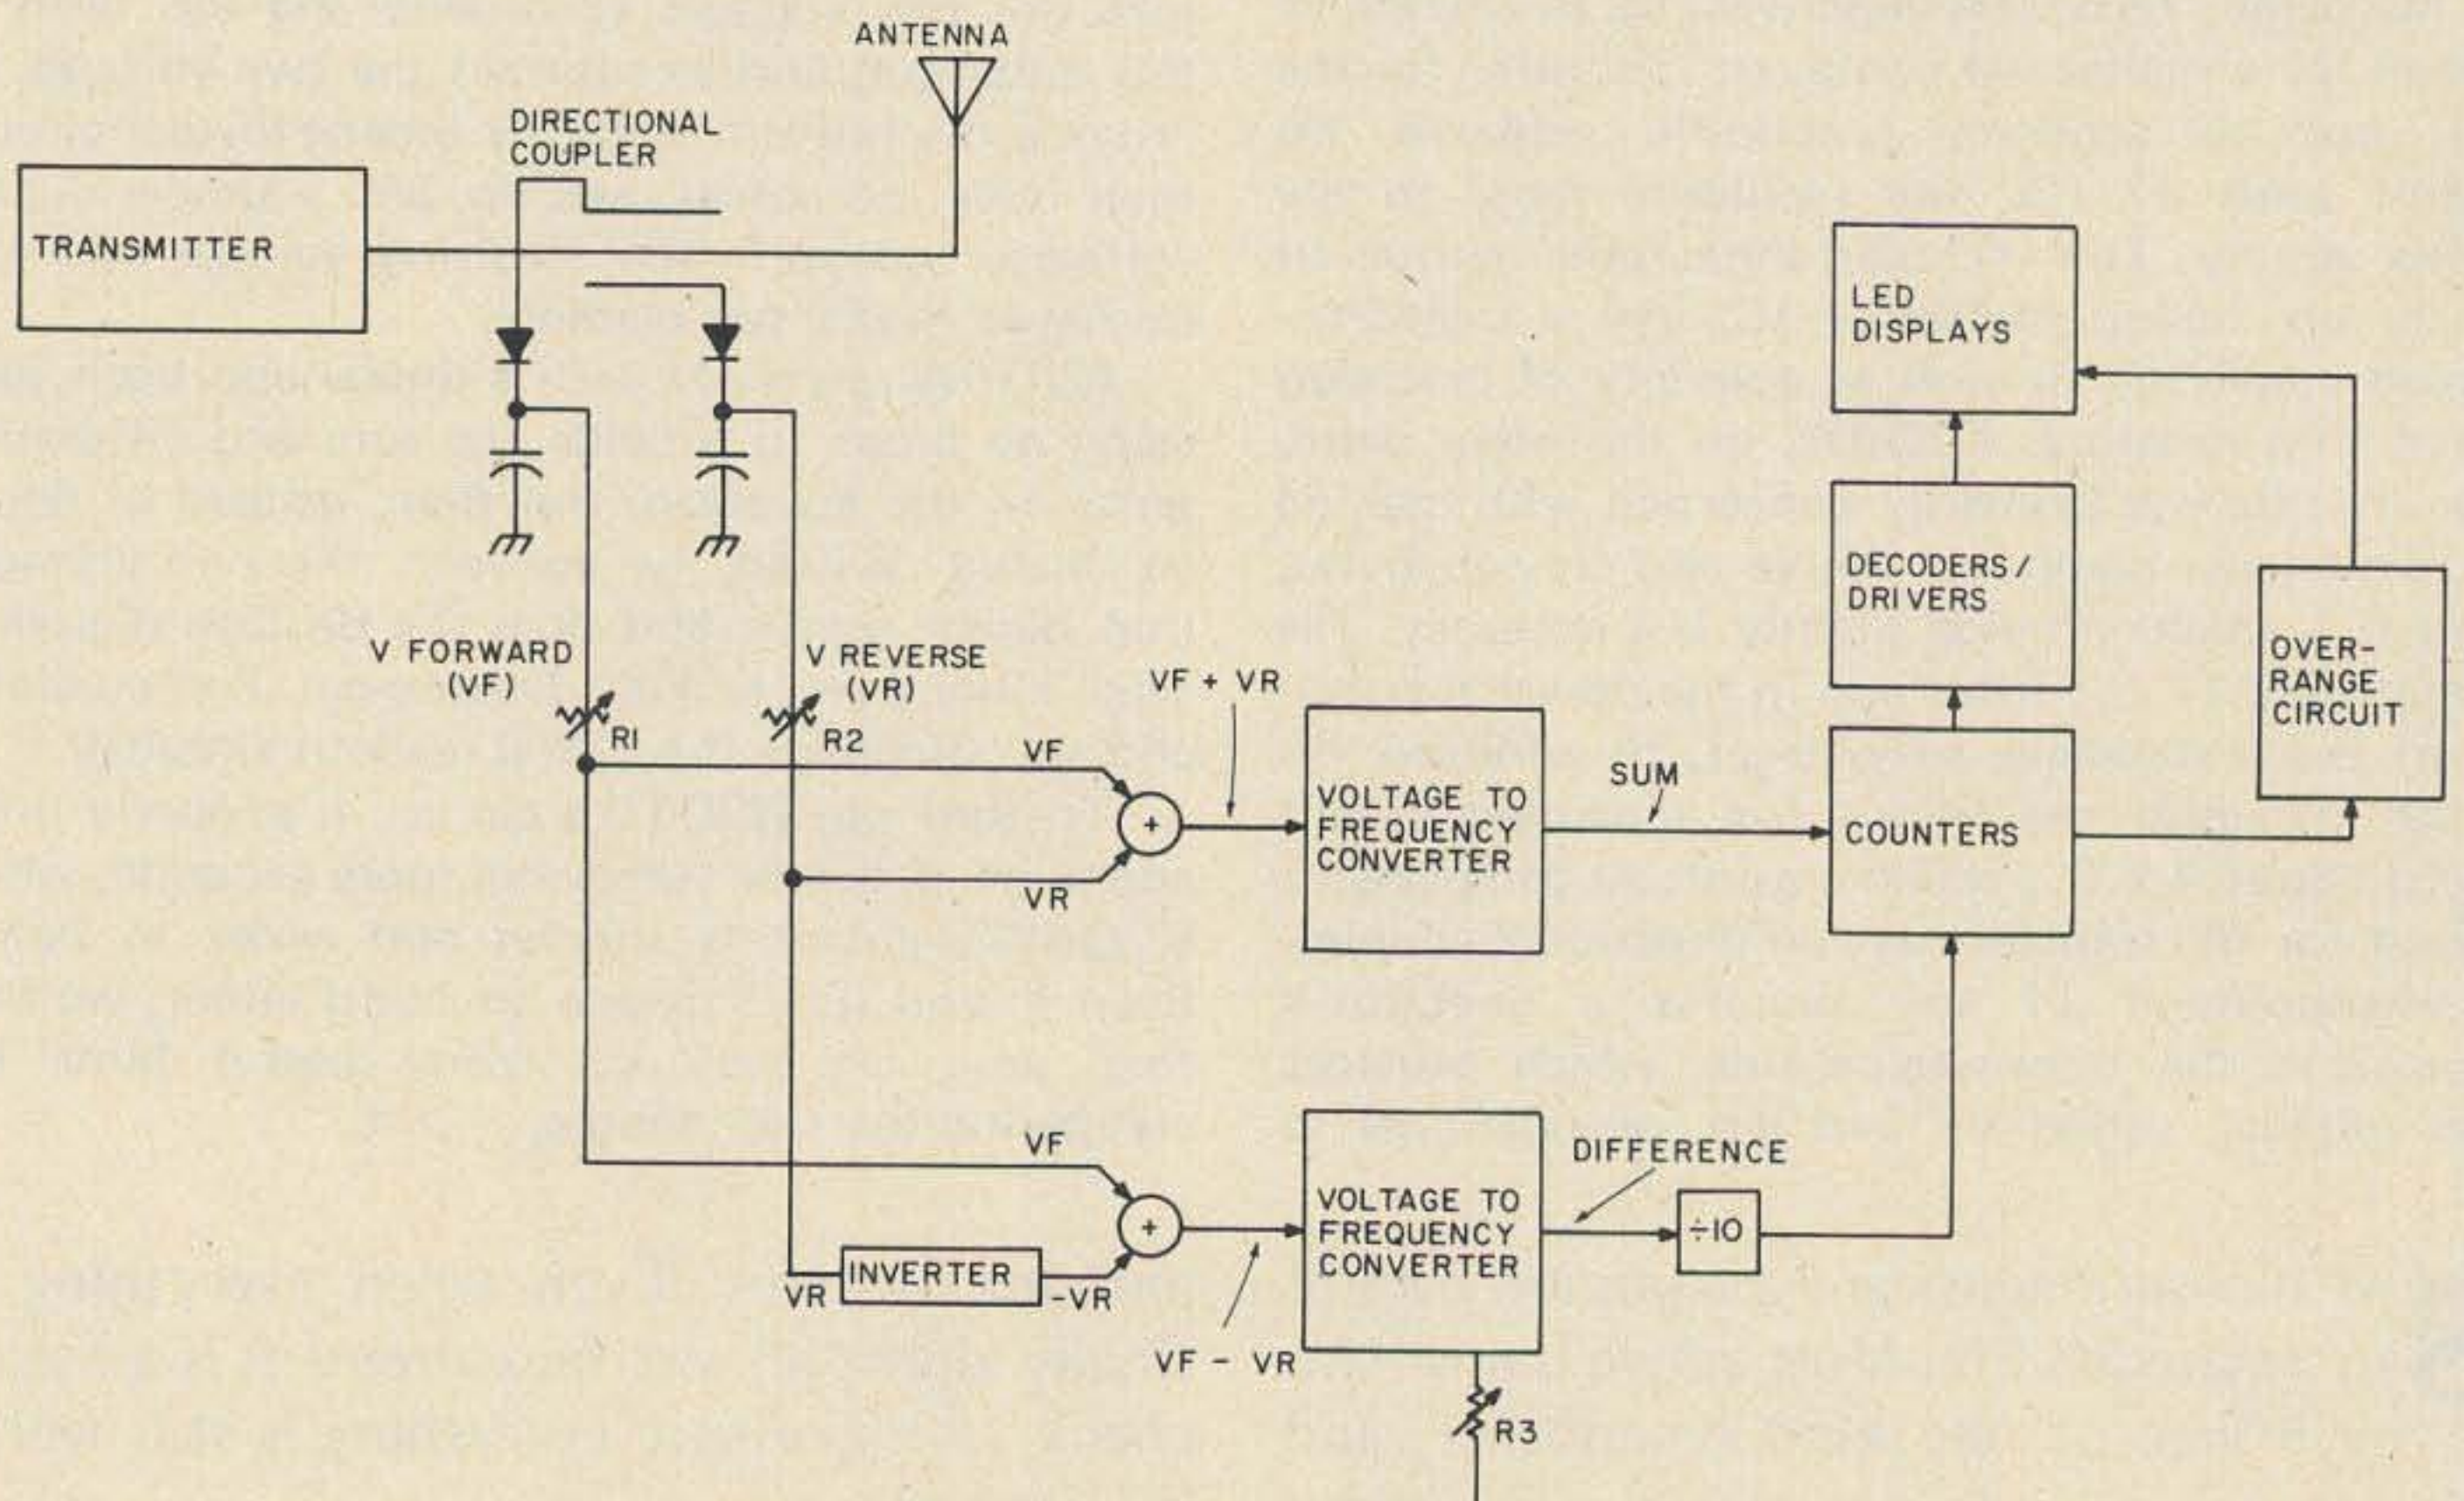 ANTENNA
DIRECTIONAL
COUPLER
TRANSMITTER
LED
DISPLAYS
DECODERS/
DRIVERS
OVER-
RANGE
CIRCUIT
V FORWARD
(VF)
R1
V REVERSE
(VR)
R2
VF
VR
+
VF + VR
VOLTAGE TO
FREQUENCY
CONVERTER
SUM
COUNTERS
VF
VR
INVERTER
-VR
+
VF - VR
VOLTAGE TO
FREQUENCY
CONVERTER
DIFFERENCE
÷10
R3